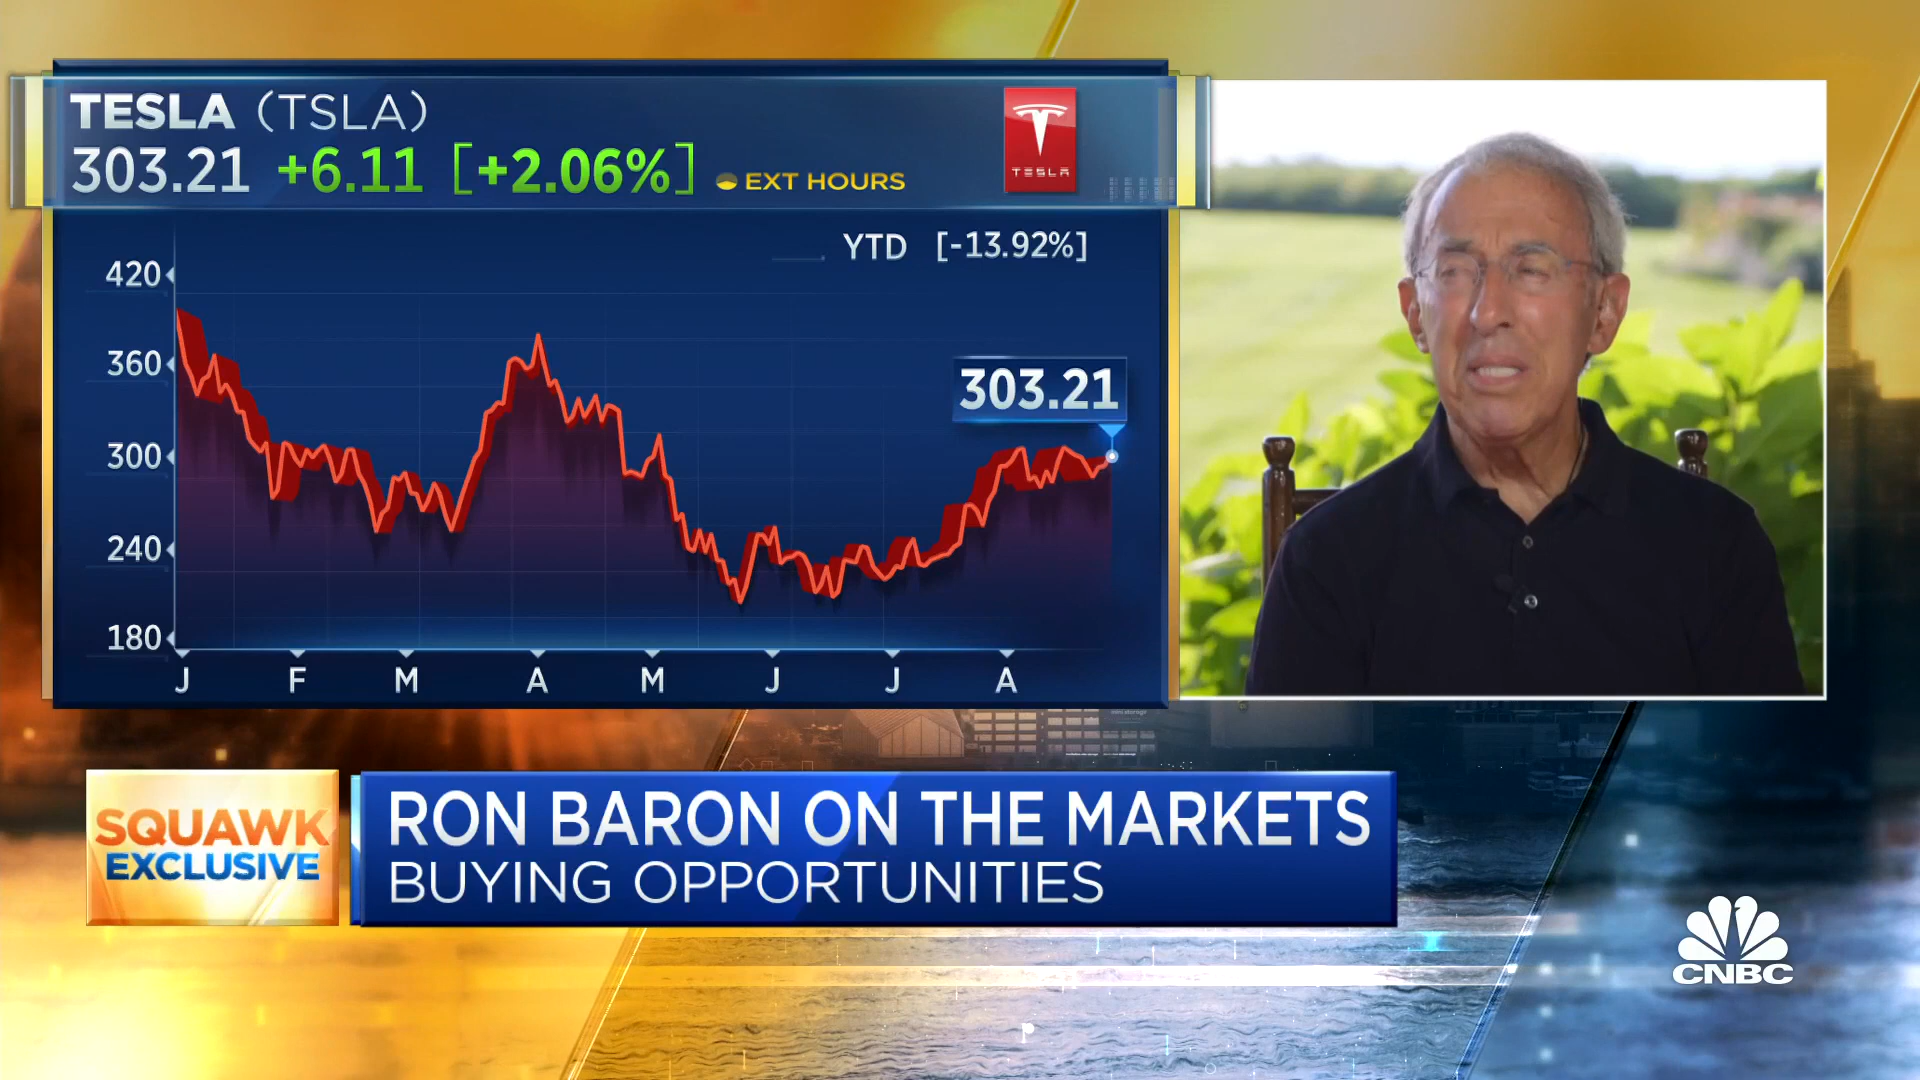 TESLA (TSLA)
303.21 +6.11 [+2.06%] EXT HOURS
TESLA
YTD [-13.92%]
420
360
300
240
180
303.21
J F M A M J J A
SQUAWK
EXCLUSIVE
RON BARON ON THE MARKETS
BUYING OPPORTUNITIES
CNBC